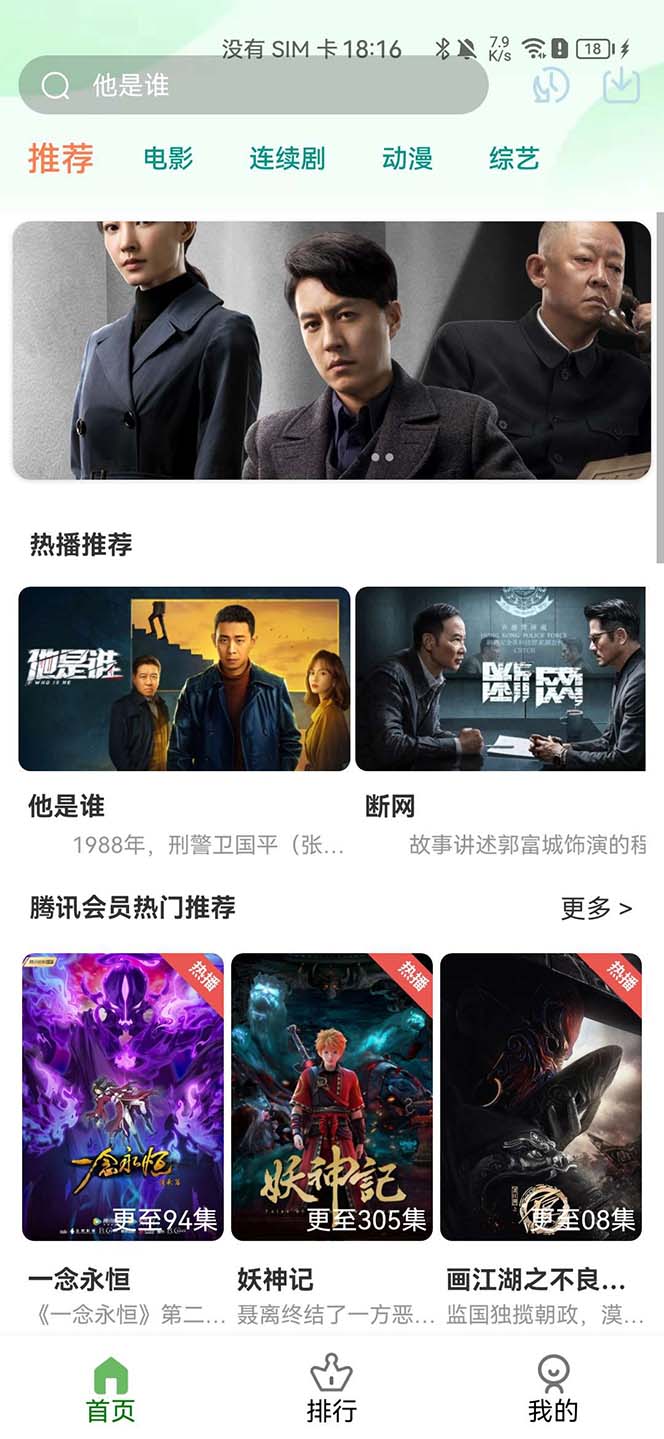 没有 SIM 卡 18:16
7.9
K/s
18
他是谁
推荐
电影
连续剧
动漫
综艺
热播推荐
他是谁
WHO IS HE
HONG KONG POLICE FORCE
断网
他是谁
断网
1988年，刑警卫国平（张...
故事讲述郭富城饰演的程
腾讯会员热门推荐
更多 >
热播
热播
热播
一念永恒
妖神記
更至94集
更至305集
更至08集
一念永恒
妖神记
画江湖之不良...
《一念永恒》第二...
聂离终结了一方恶...
监国独揽朝政，漠...
首页
排行
我的